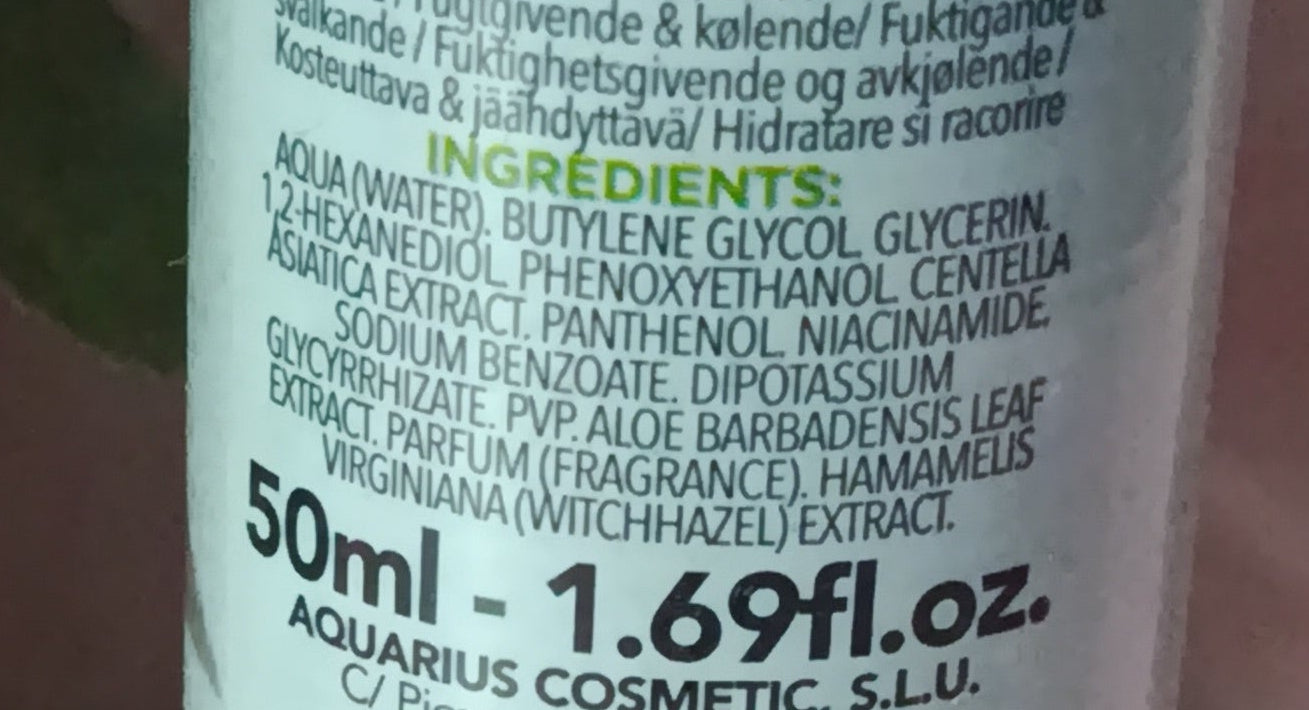 Fugtgivende & kølende/ Fuktigande &
Svalkande / Fuktighetsgivende og avkjølende/
Kosteuttava & jäähdyttävä/ Hidratare si racorire
INGREDIENTS:
AQUA (WATER). BUTYLENE GLYCOL. GLYCERIN.
1,2-HEXANEDIOL. PHENOXYETHANOL. CENTELLA
ASIATICA EXTRACT. PANTHENOL. NIACINAMIDE.
SODIUM BENZOATE. DIPOTASSIUM
GLYCYRRHIZATE. PVP. ALOE BARBADENSIS LEAF
EXTRACT. PARFUM (FRAGRANCE). HAMAMELIS
VIRGINIANA (WITCHHAZEL) EXTRACT.
50ml - 1.69fl.oz.
AQUARIUS COSMETIC, S.L.U.
C/